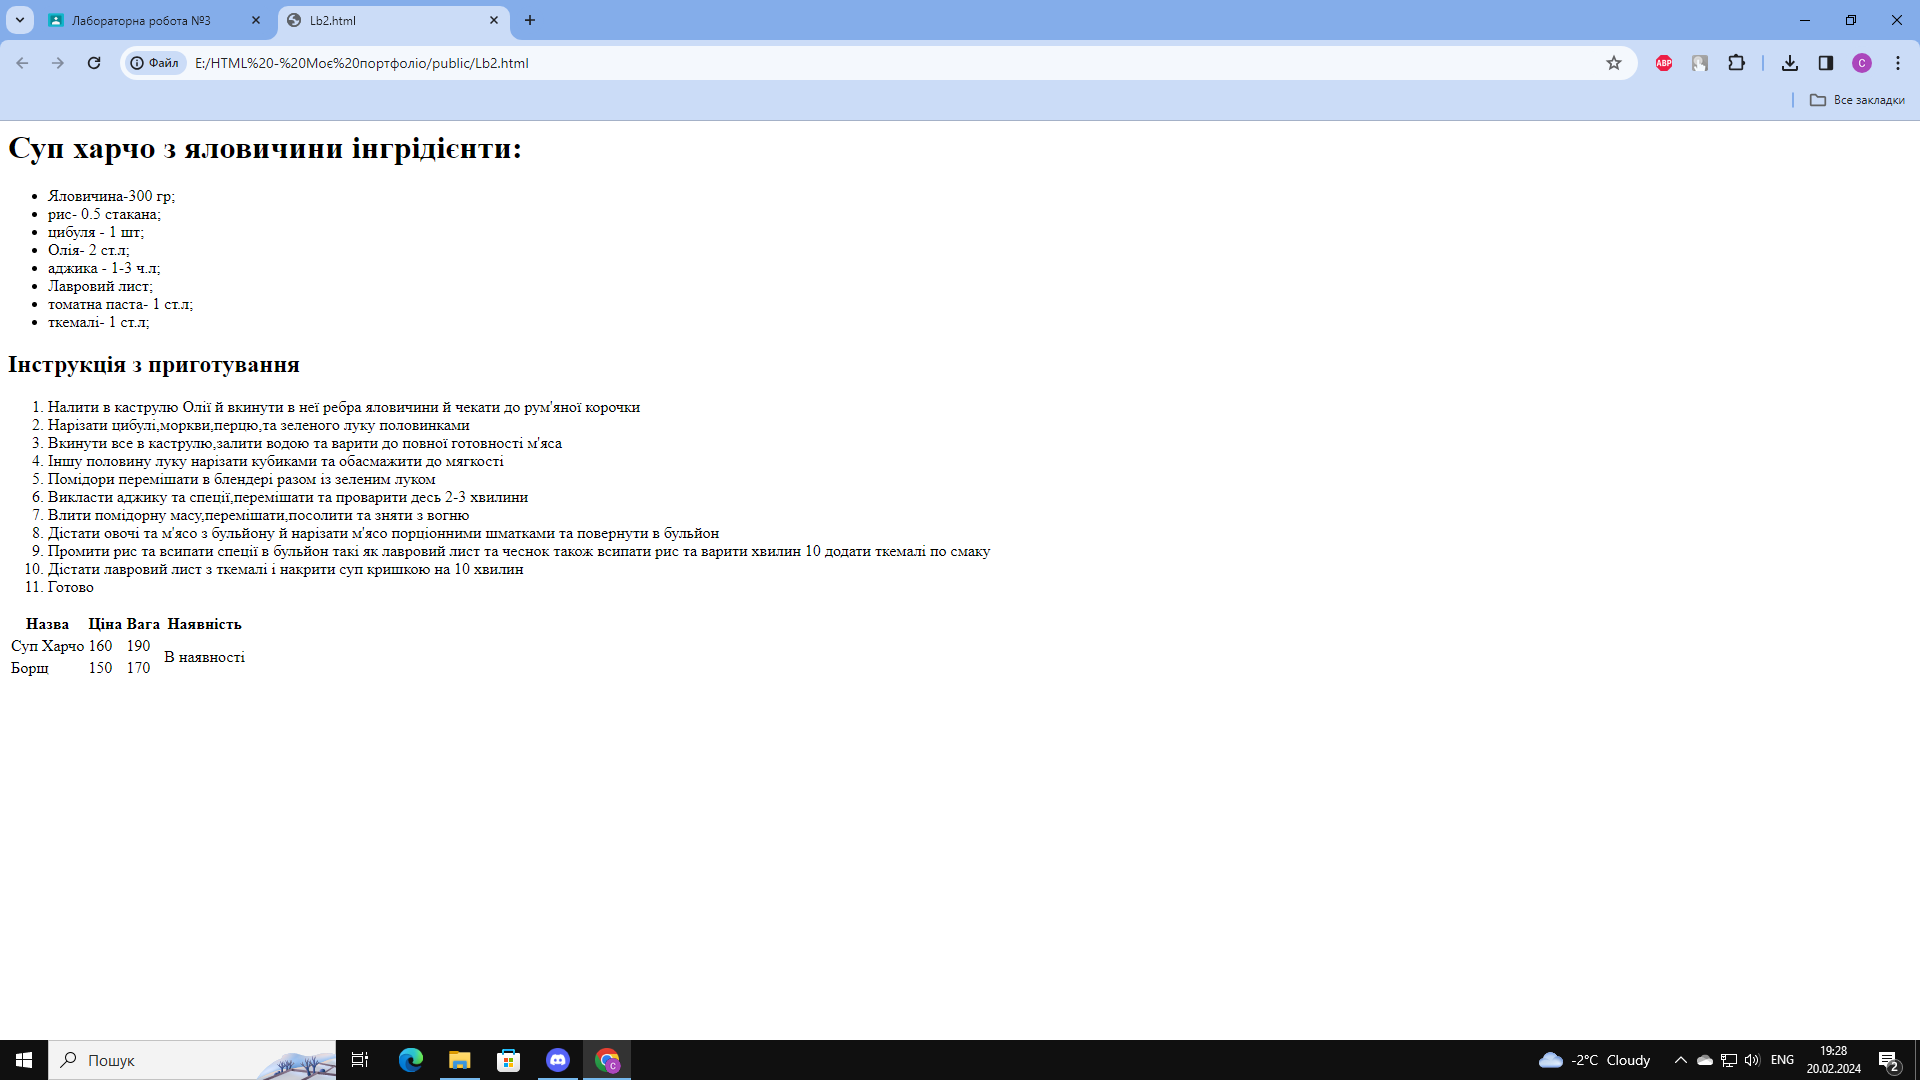 Лабораторна робота №3
Lb2.html
Файл
E:/HTML%20-%20Моє%20портфоліо/public/Lb2.html
ABP
C
Все закладки
Суп харчо з яловичини інгрідієнти:
Яловичина-300 гр;
рис- 0.5 стакана;
цибуля - 1 шт;
Олія- 2 ст.л;
аджика - 1-3 ч.л;
Лавровий лист;
томатна паста- 1 ст.л;
ткемалі- 1 ст.л;
Інструкція з приготування
1. Налити в каструлю Олії й вкинути в неї ребра яловичини й чекати до рум'яної корочки
2. Нарізати цибулі,моркви,перцю,та зеленого луку половинками
3. Вкинути все в каструлю,залити водою та варити до повної готовності м'яса
4. Іншу половину луку нарізати кубиками та обасмажити до мягкості
5. Помідори перемішати в блендері разом із зеленим луком
6. Викласти аджику та спеції,перемішати та проварити десь 2-3 хвилини
7. Влити помідорну масу,перемішати,посолити та зняти з вогню
8. Дістати овочі та м'ясо з бульйону й нарізати м'ясо порціонними шматками та повернути в бульйон
9. Промити рис та всипати спеції в бульйон такі як лавровий лист та чеснок також всипати рис та варити хвилин 10 додати ткемалі по смаку
10. Дістати лавровий лист з ткемалі і накрити суп кришкою на 10 хвилин
11. Готово
Назва Ціна Вага Наявність
Суп Харчо 160 190 В наявності
Борщ 150 170
Пошук
C
-2°C Cloudy
ENG
19:28
20.02.2024
2